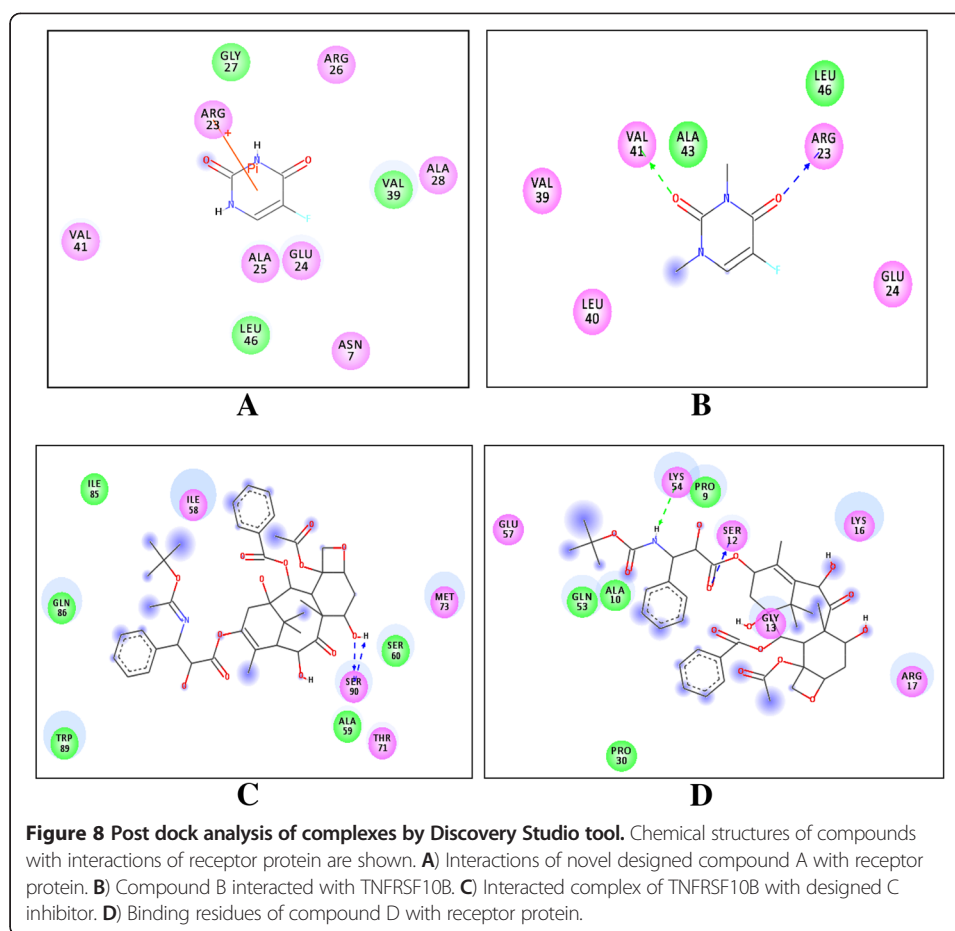 GLY
27
ARG
26
ARG
23
+
H
O
N
O
Pi
VAL
39
ALA
28
N
H
F
VAL
41
ALA
25
GLU
24
LEU
46
ASN
7
A
LEU
46
VAL
41
ALA
43
ARG
23
VAL
39
O
N
O
N
F
LEU
40
GLU
24
B
ILE
85
ILE
58
GLN
86
MET
73
SER
60
SER
90
ALA
59
THR
71
TRP
89
O
N
O
O
O
O
O
O
O
O
O
O
O
O
H
O
H
C
LYS
54
PRO
9
GLU
57
SER
12
LYS
16
GLN
53
ALA
10
GLY
13
ARG
17
PRO
30
H
N
O
O
O
O
O
O
H
O
O
H
H
O
O
O
O
O
O
D
Figure 8 Post dock analysis of complexes by Discovery Studio tool. Chemical structures of compounds
with interactions of receptor protein are shown. A) Interactions of novel designed compound A with receptor
protein. B) Compound B interacted with TNFRSF10B. C) Interacted complex of TNFRSF10B with designed C
inhibitor. D) Binding residues of compound D with receptor protein.